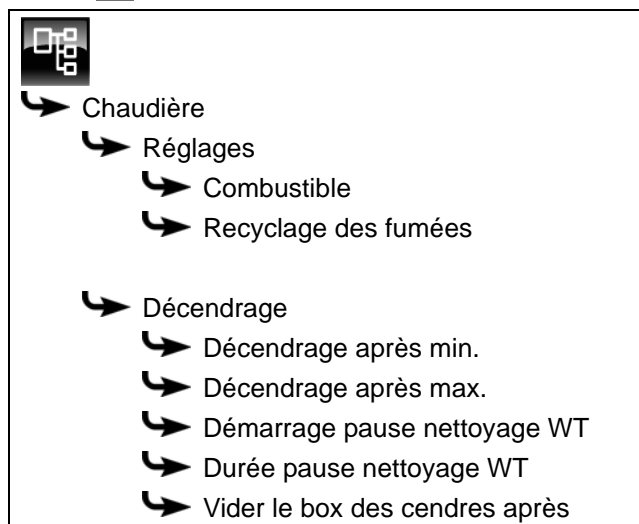 Chaudière
Réglages
Combustible
Recyclage des fumées
Décendrage
Décendrage après min.
Décendrage après max.
Démarrage pause nettoyage WT
Durée pause nettoyage WT
Vider le box des cendres après